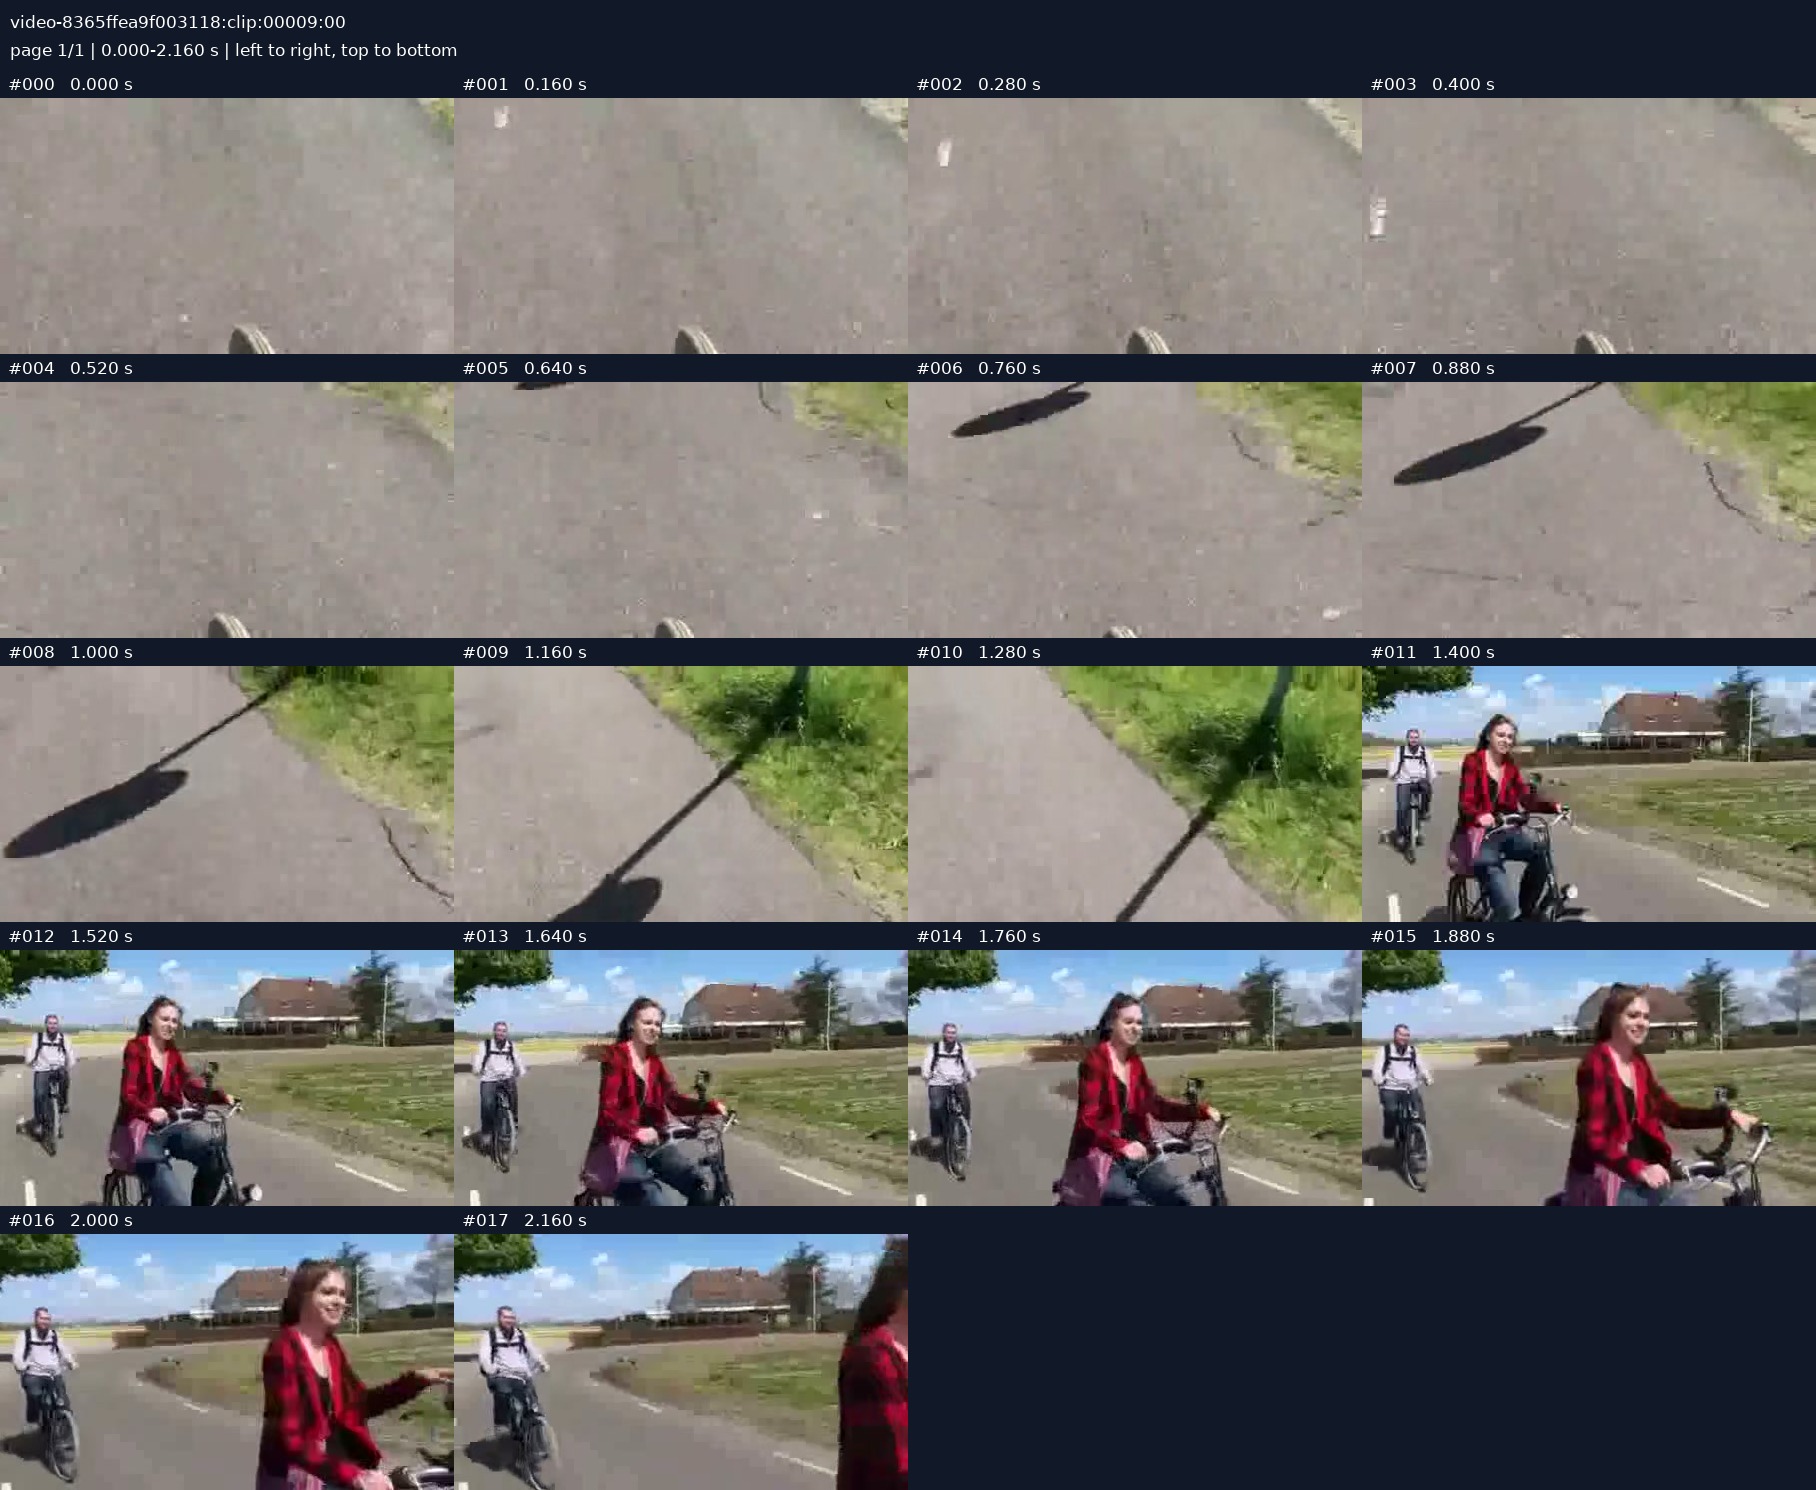 video-8365ffea9f003118:clip:00009:00
page 1/1 | 0.000-2.160 s | left to right, top to bottom
#000 0.000 s
#001 0.160 s
#002 0.280 s
#003 0.400 s
#004 0.520 s
#005 0.640 s
#006 0.760 s
#007 0.880 s
#008 1.000 s
#009 1.160 s
#010 1.280 s
#011 1.400 s
#012 1.520 s
#013 1.640 s
#014 1.760 s
#015 1.880 s
#016 2.000 s
#017 2.160 s